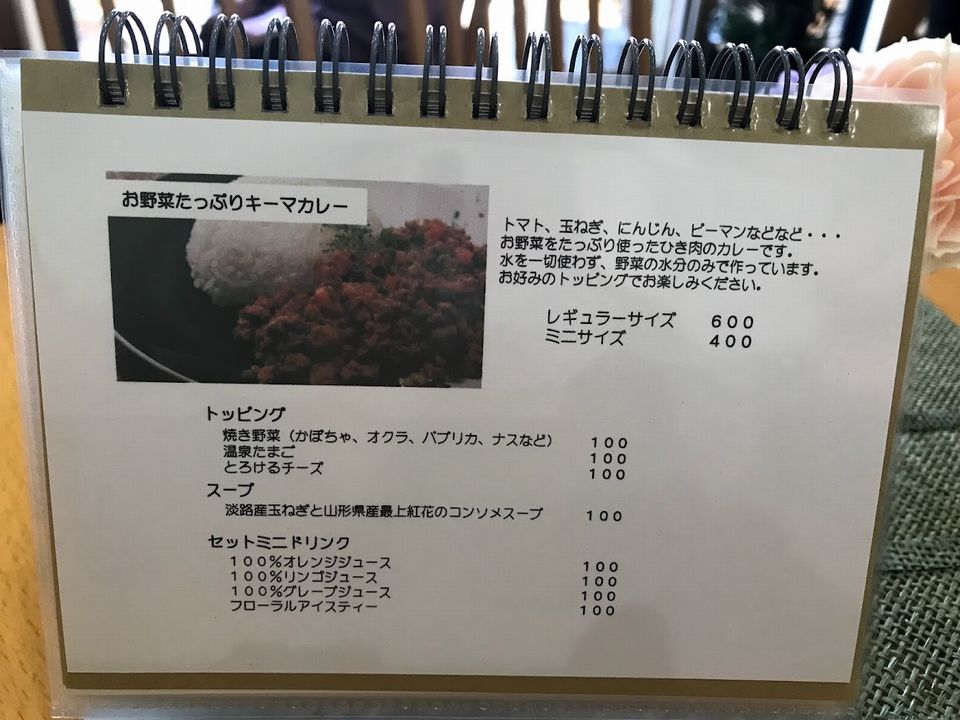 お野菜たっぷりキーマカレー
トマト、玉ねぎ、にんじん、ピーマンなどなど・・・
お野菜をたっぷり使ったひき肉のカレーです。
水を一切使わず、野菜の水分のみで作っています。
お好みのトッピングでお楽しみください。
レギュラーサイズ 600
ミニサイズ 400
トッピング
焼き野菜（かぼちゃ、オクラ、パプリカ、ナスなど） 100
温泉たまご 100
とろけるチーズ 100
スープ
淡路産玉ねぎと山形県産最上紅花のコンソメスープ 100
セットミニドリンク
100%オレンジジュース 100
100%リンゴジュース 100
100%グレープジュース 100
フローラルアイスティー 100